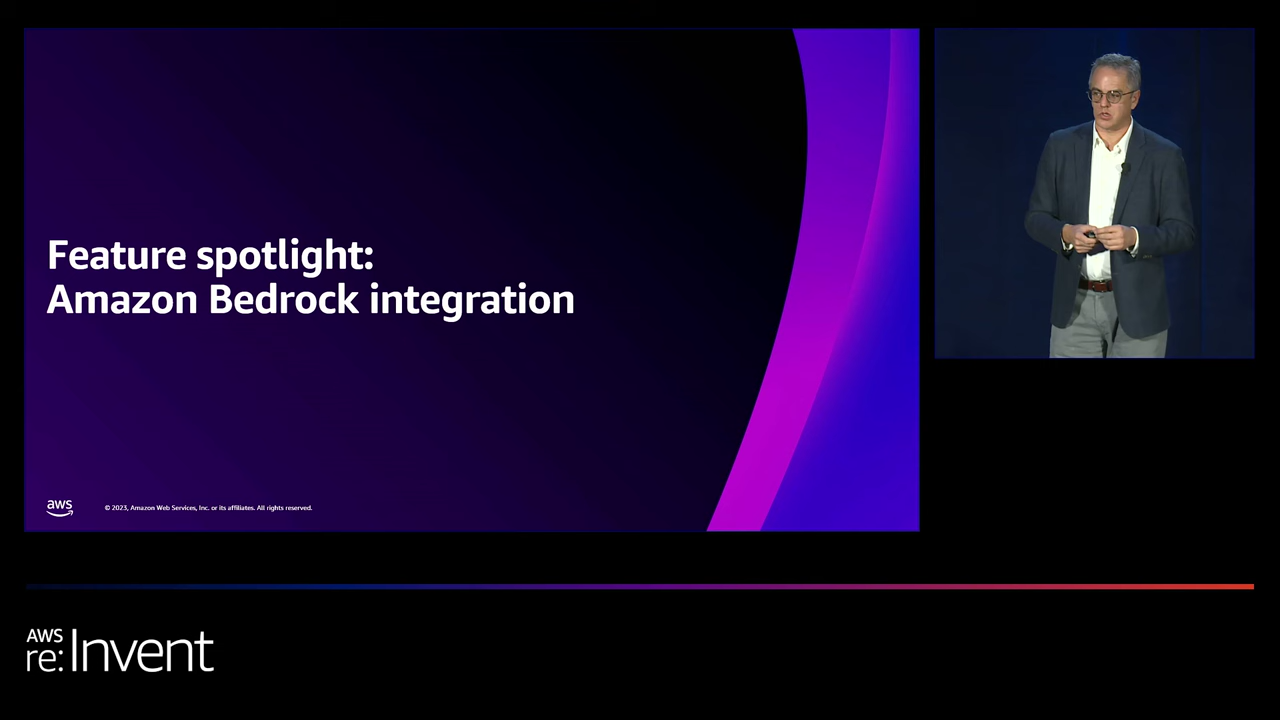 Feature spotlight:
Amazon Bedrock integration
aws
© 2023, Amazon Web Services, Inc. or its affiliates. All rights reserved.
AWS
re:Invent